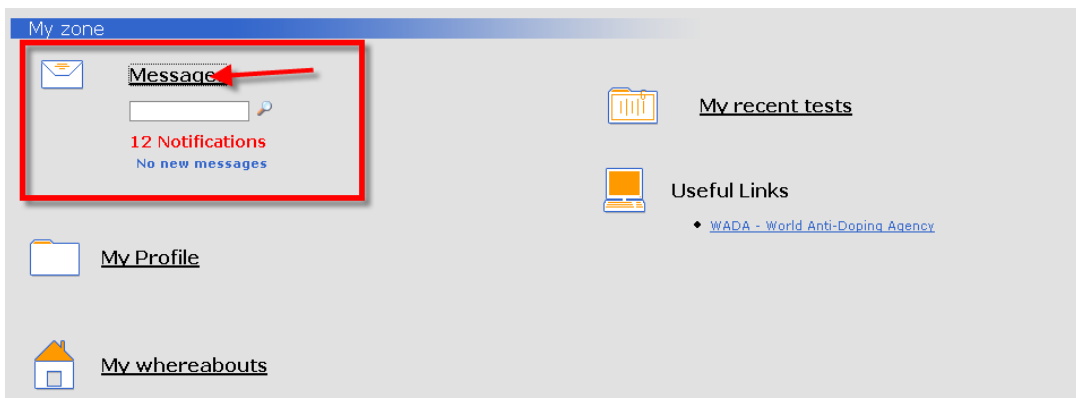 My zone
Messages
12 Notifications
No new messages
My Profile
My whereabouts
My recent tests
Useful Links
WADA - World Anti-Doping Agency